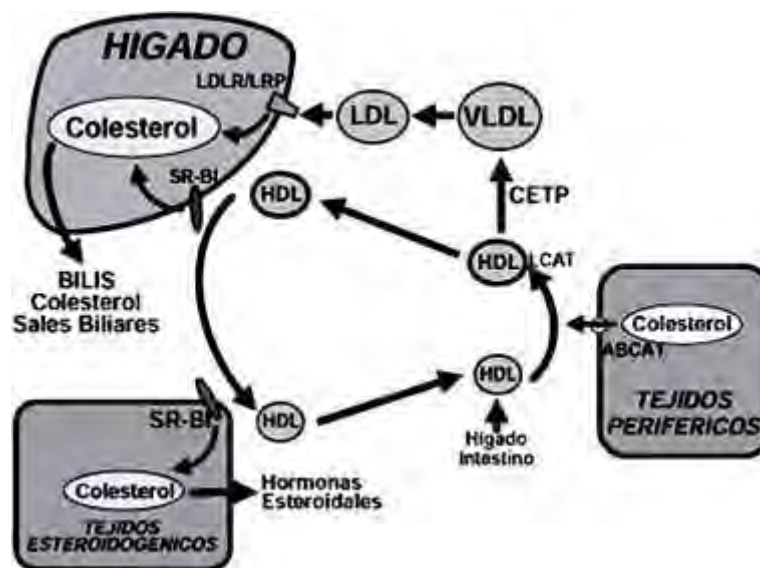 HIGADO
LDLR/LRP
Colesterol
LDL
VLDL
SR-BI
HDL
CETP
HDL
LCAT
BILIS
Colesterol
Sales Biliares
Colesterol
ABCAT
HDL
TEJIDOS
PERIFERICOS
SR-BI
HDL
Higado
Intestino
Colesterol
Hormonas
Esteroidales
TEJIDOS
ESTEROIDOGENICOS